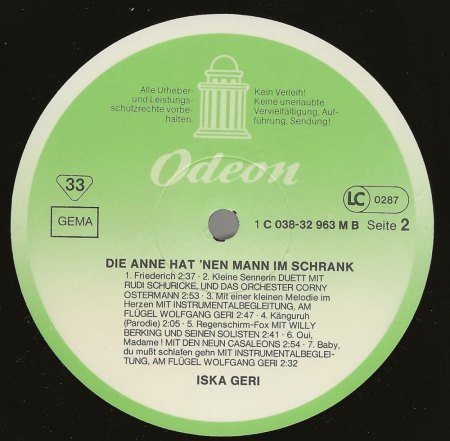 Alle Urheber-
und Leistungs-
schutzrechte vorbe-
halten.
Kein Verleih!
Keine unerlaubte
Vervielfältigung, Auf-
führung, Sendung!
Odeon
33
GEMA
LC 0287
1 C 038-32 963 M B Seite 2
DIE ANNE HAT 'NEN MANN IM SCHRANK
1. Friederich 2:37 · 2. Kleine Sennerin DUETT MIT
RUDI SCHURICKE, UND DAS ORCHESTER CORNY
OSTERMANN 2:53 · 3. Mit einer kleinen Melodie im
Herzen MIT INSTRUMENTALBEGLEITUNG, AM
FLÜGEL WOLFGANG GERI 2:47 · 4. Känguruh
(Parodie) 2:05 · 5. Regenschirm-Fox MIT WILLY
BERKING UND SEINEN SOLISTEN 2:41 · 6. Oui,
Madame! MIT DEN NEUN CASALEONS 2:54 · 7. Baby,
du mußt schlafen gehn MIT INSTRUMENTALBEGLEI-
TUNG, AM FLÜGEL WOLFGANG GERI 2:32
ISKA GERI